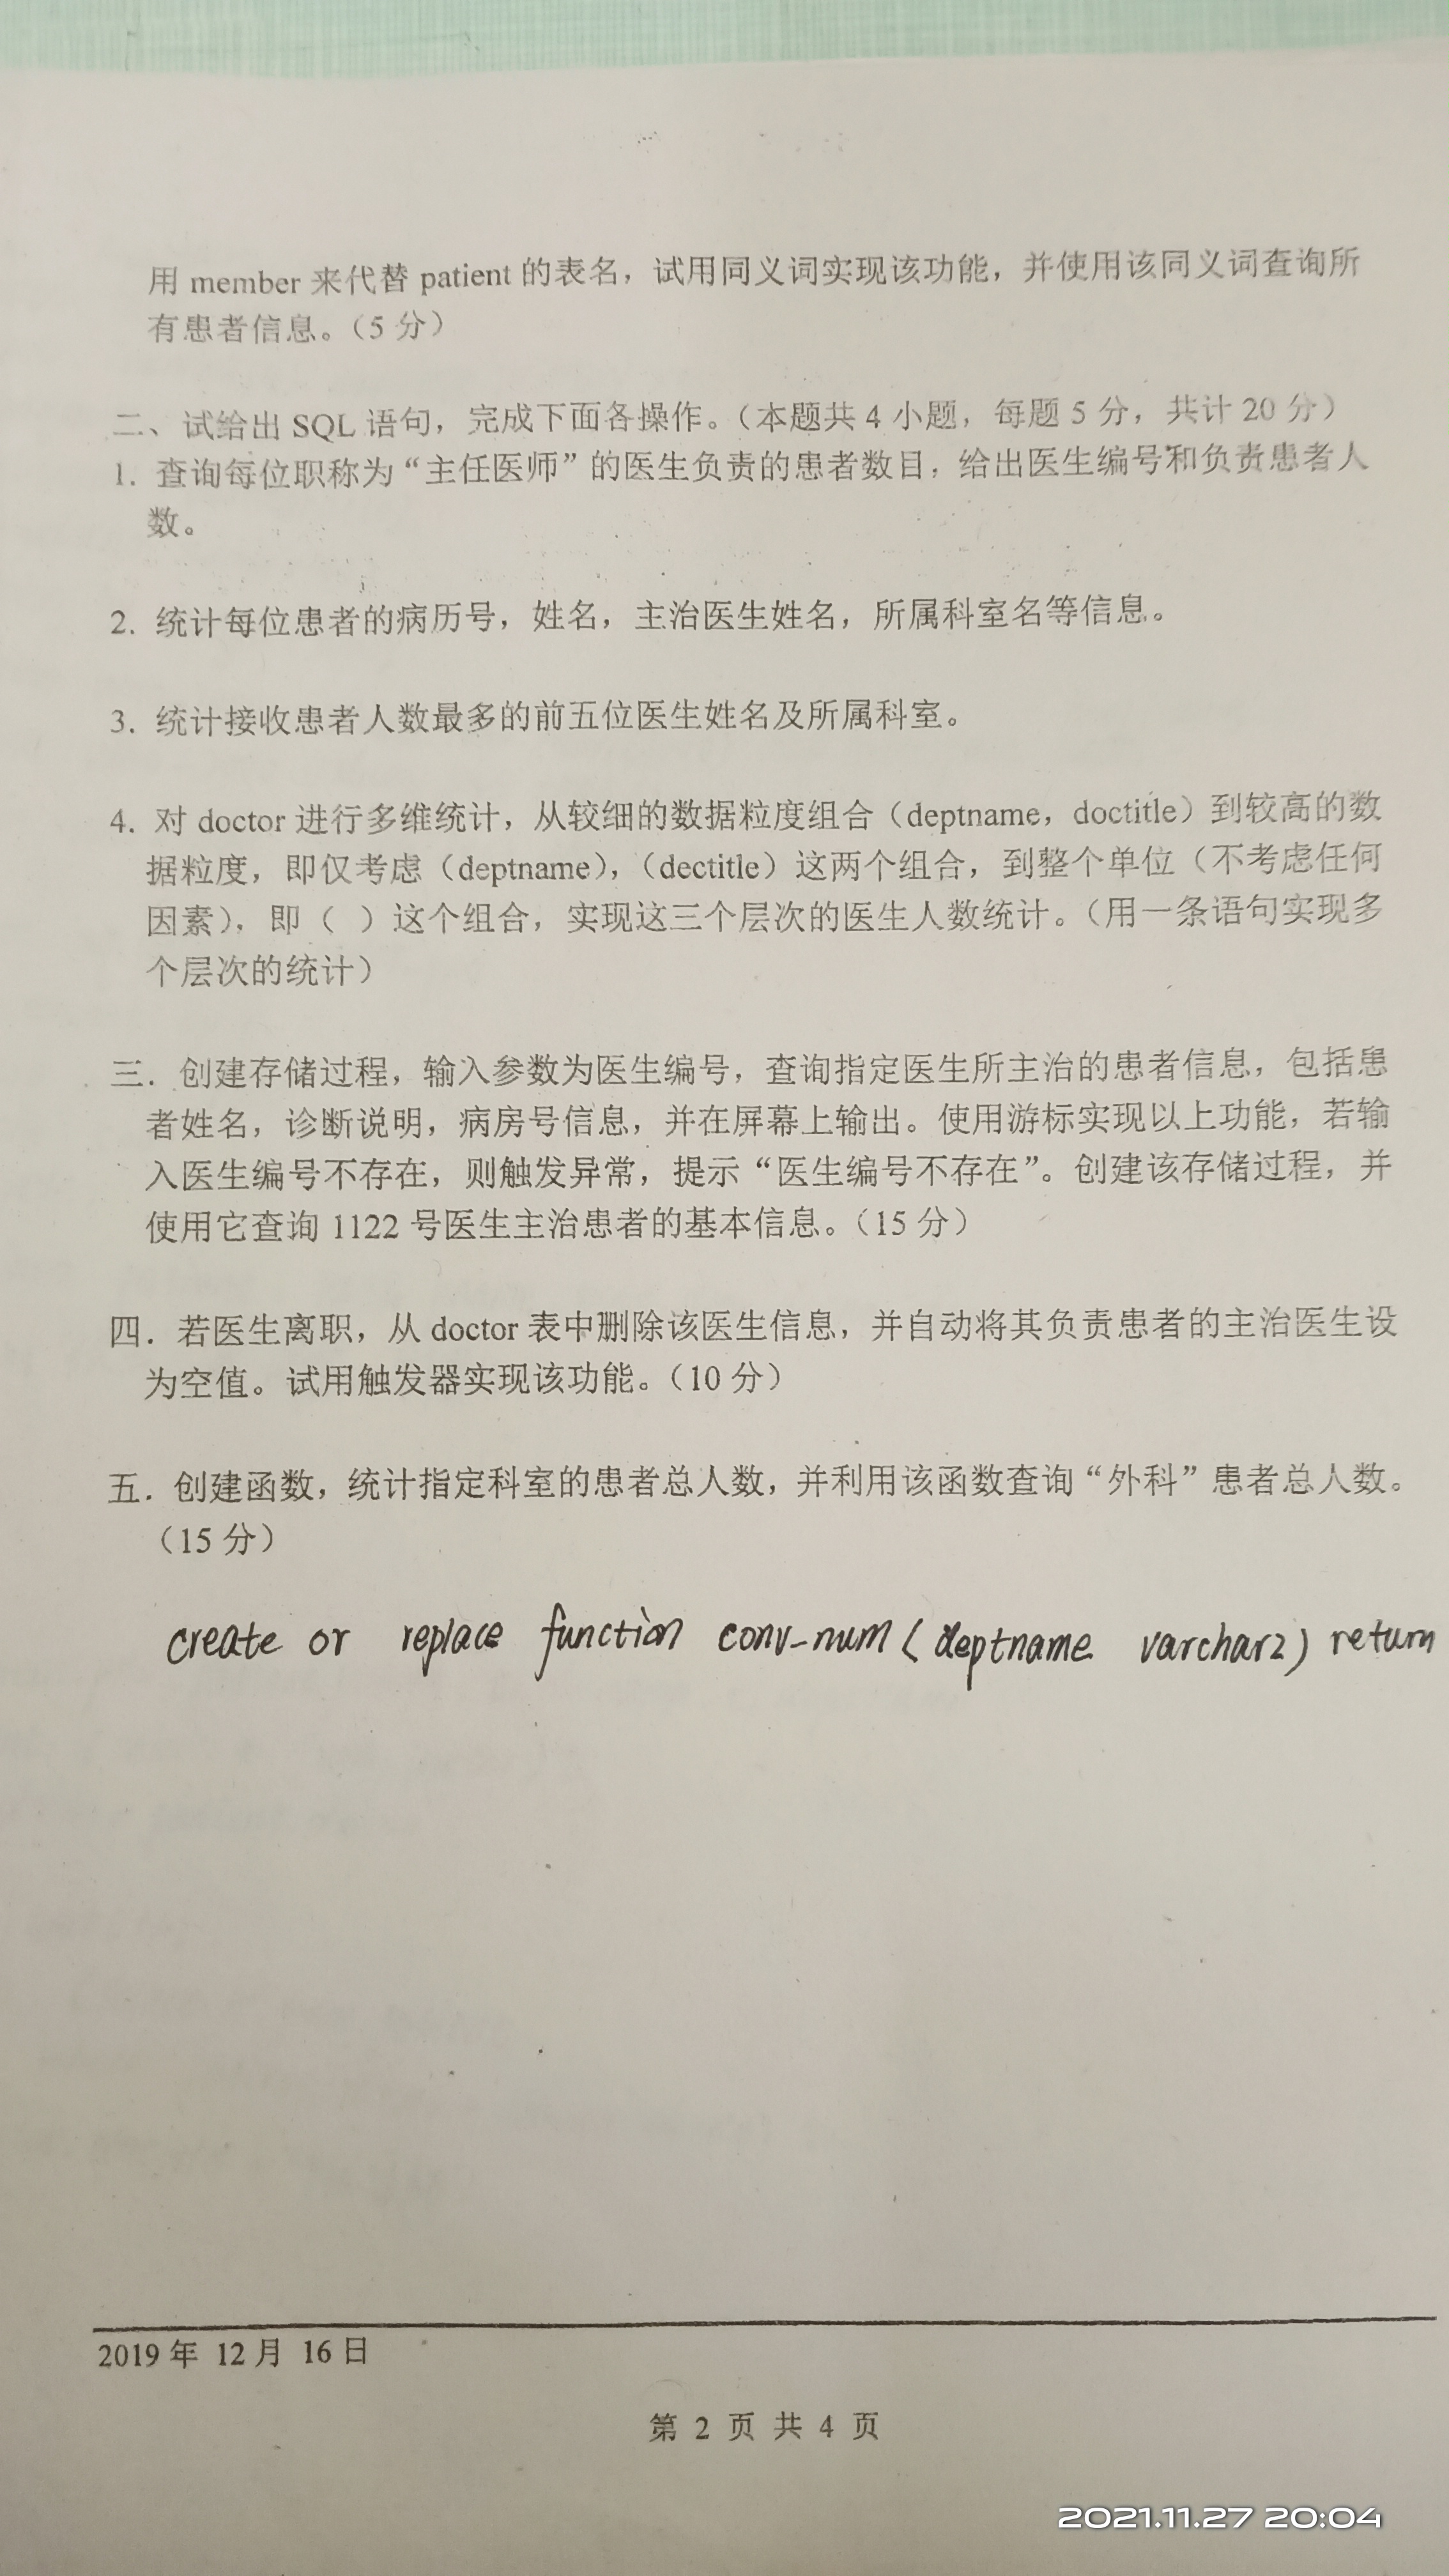 用 member 来代替 patient 的表名，试用同义词实现该功能，并使用该同义词查询所
有患者信息。（5 分）
二、试给出 SQL 语句，完成下面各操作。（本题共 4 小题，每题 5 分，共计 20 分）
1. 查询每位职称为“主任医师”的医生负责的患者数目，给出医生编号和负责患者人
数。
2. 统计每位患者的病历号，姓名，主治医生姓名，所属科室名等信息。
3. 统计接收患者人数最多的前五位医生姓名及所属科室。
4. 对 doctor 进行多维统计，从较细的数据粒度组合（deptname，doctitle）到较高的数
据粒度，即仅考虑（deptname），（dectitle）这两个组合，到整个单位（不考虑任何
因素），即（ ）这个组合，实现这三个层次的医生人数统计。（用一条语句实现多
个层次的统计）
三．创建存储过程，输入参数为医生编号，查询指定医生所主治的患者信息，包括患
者姓名，诊断说明，病房号信息，并在屏幕上输出。使用游标实现以上功能，若输
入医生编号不存在，则触发异常，提示“医生编号不存在”。创建该存储过程，并
使用它查询 1122 号医生主治患者的基本信息。（15 分）
四．若医生离职，从 doctor 表中删除该医生信息，并自动将其负责患者的主治医生设
为空值。试用触发器实现该功能。（10 分）
五．创建函数，统计指定科室的患者总人数，并利用该函数查询“外科”患者总人数。
（15 分）
create or replace function conv-num ( deptname varchar2) return
2019 年 12 月 16 日
第 2 页 共 4 页
2021.11.27 20:04